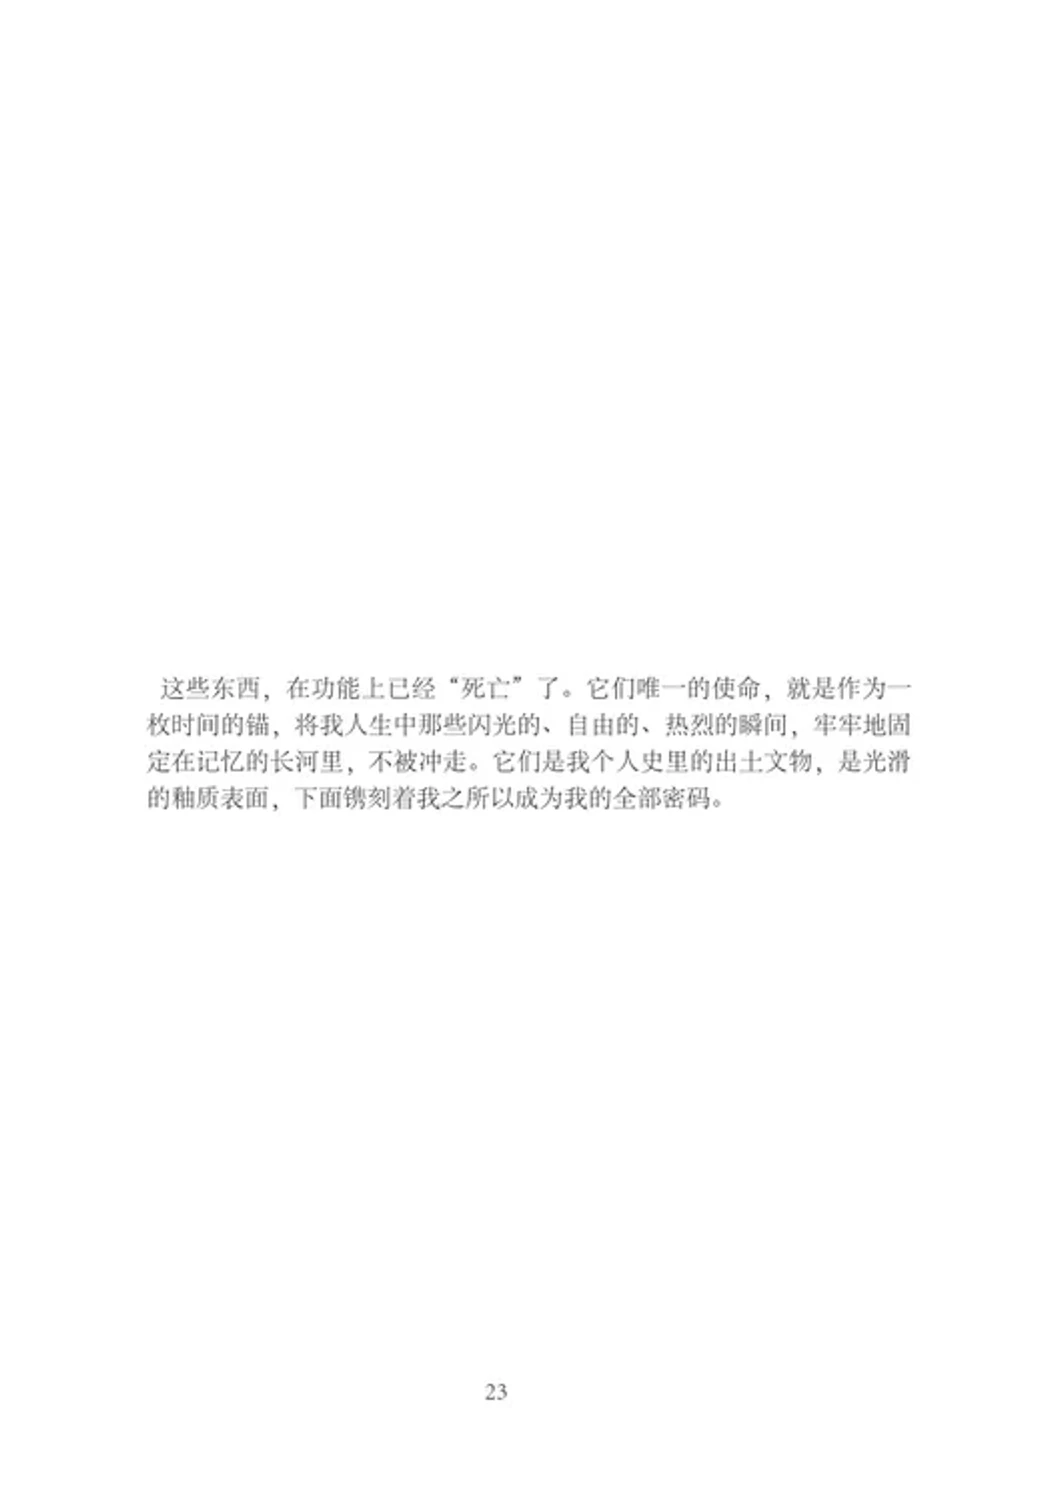 这些东西，在功能上已经“死亡”了。它们唯一的使命，就是作为一
枚时间的锚，将我人生中那些闪光的、自由的、热烈的瞬间，牢牢地固
定在记忆的长河里，不被冲走。它们是我个人史里的出土文物，是光滑
的釉质表面，下面镌刻着我之所以成为我的全部密码。
23